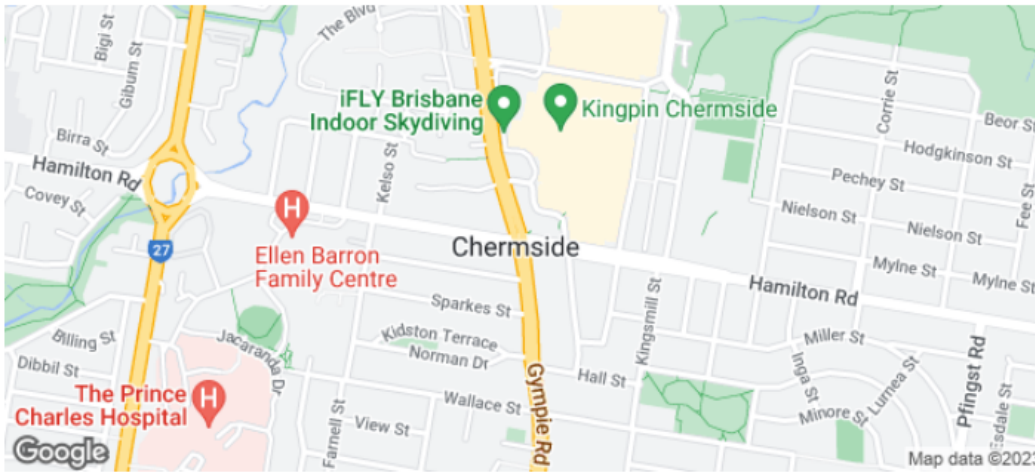 The Blvd
Bigi St
Giburn St
Corrie St
iFLY Brisbane
Indoor Skydiving
Kingpin Chermside
Beor St
Birra St
Hodgkinson St
Hamilton Rd
Kelso St
Pechey St
Fee St
Covey St
Nielson St
Nielson St
H
Ellen Barron
Family Centre
27
Chermside
Mylne St
Mylne St
Hamilton Rd
Sparkes St
Kingsmill St
Billing St
Kidston Terrace
Miller St
Jacaranda Dr
Norman Dr
Dibbil St
Hall St
Inga St
Lurnea St
Pfingst Rd
The Prince
Charles Hospital
H
Gympie Rd
Wallace St
Minore St
Farnell St
View St
Esdale St
Google
Map data ©202